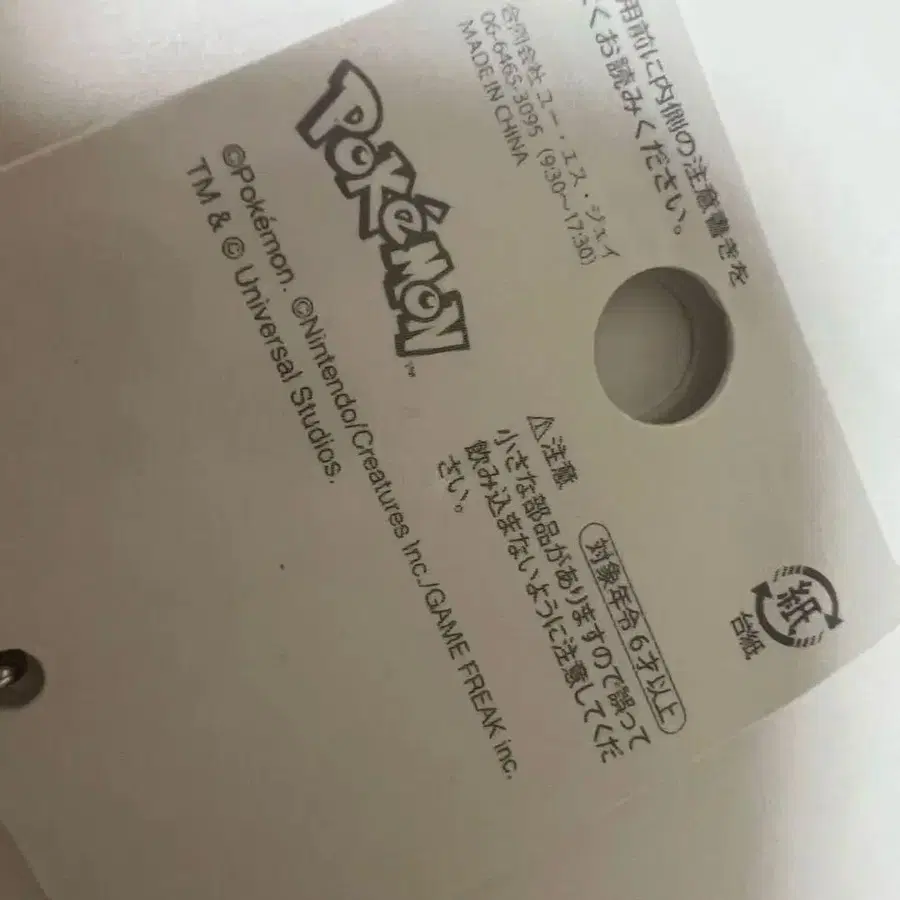 用前に内側の注意書きを
くお読みください。
合同会社 ユー・エス・ジェイ
06-6465-3095 (9:30〜17:30)
MADE IN CHINA
POKéMON
TM
©Pokémon. ©Nintendo/Creatures Inc./GAME FREAK inc.
TM & © Universal Studios.
対象年令6才以上
⚠注意
小さな部品がありますので誤って
飲み込まないように注意してくだ
さい。
紙
台紙